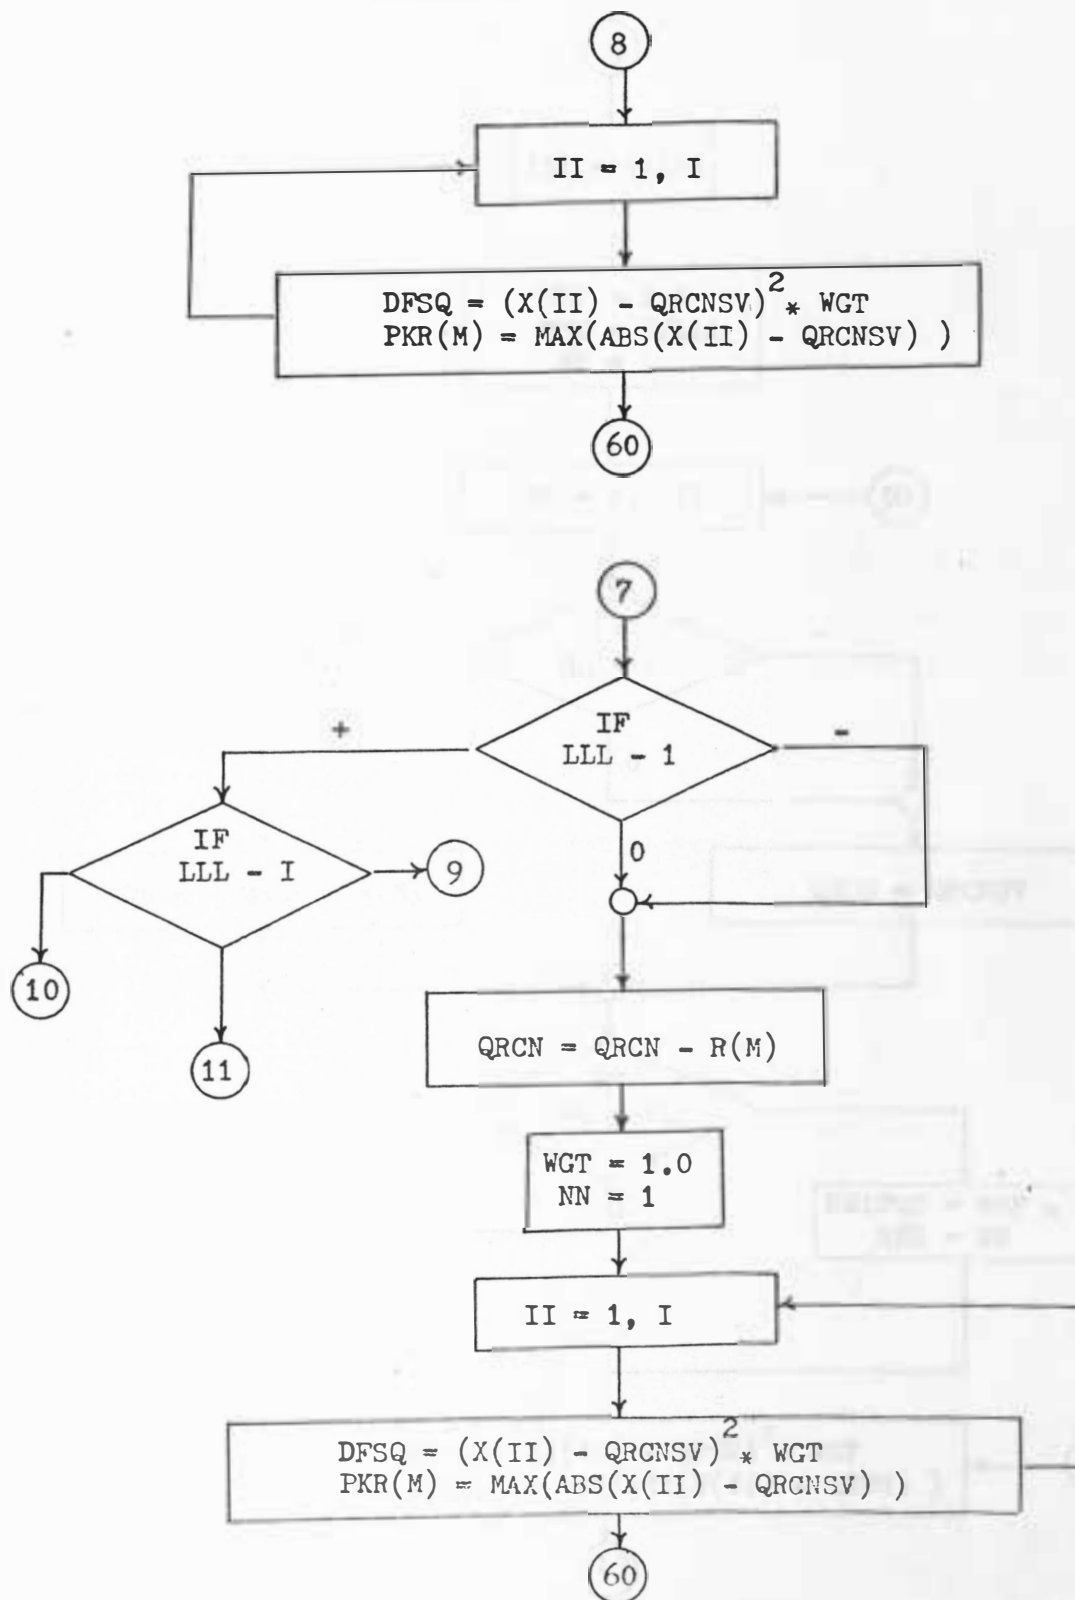 8
II = 1, I
DFSQ = (X(II) - QRCNSV)² * WGT
PKR(M) = MAX(ABS(X(II) - QRCNSV) )
60
7
IF
LLL - 1
+
-
0
IF
LLL - I
9
10
11
QRCN = QRCN - R(M)
WGT = 1.0
NN = 1
II = 1, I
DFSQ = (X(II) - QRCNSV)² * WGT
PKR(M) = MAX(ABS(X(II) - QRCNSV) )
60